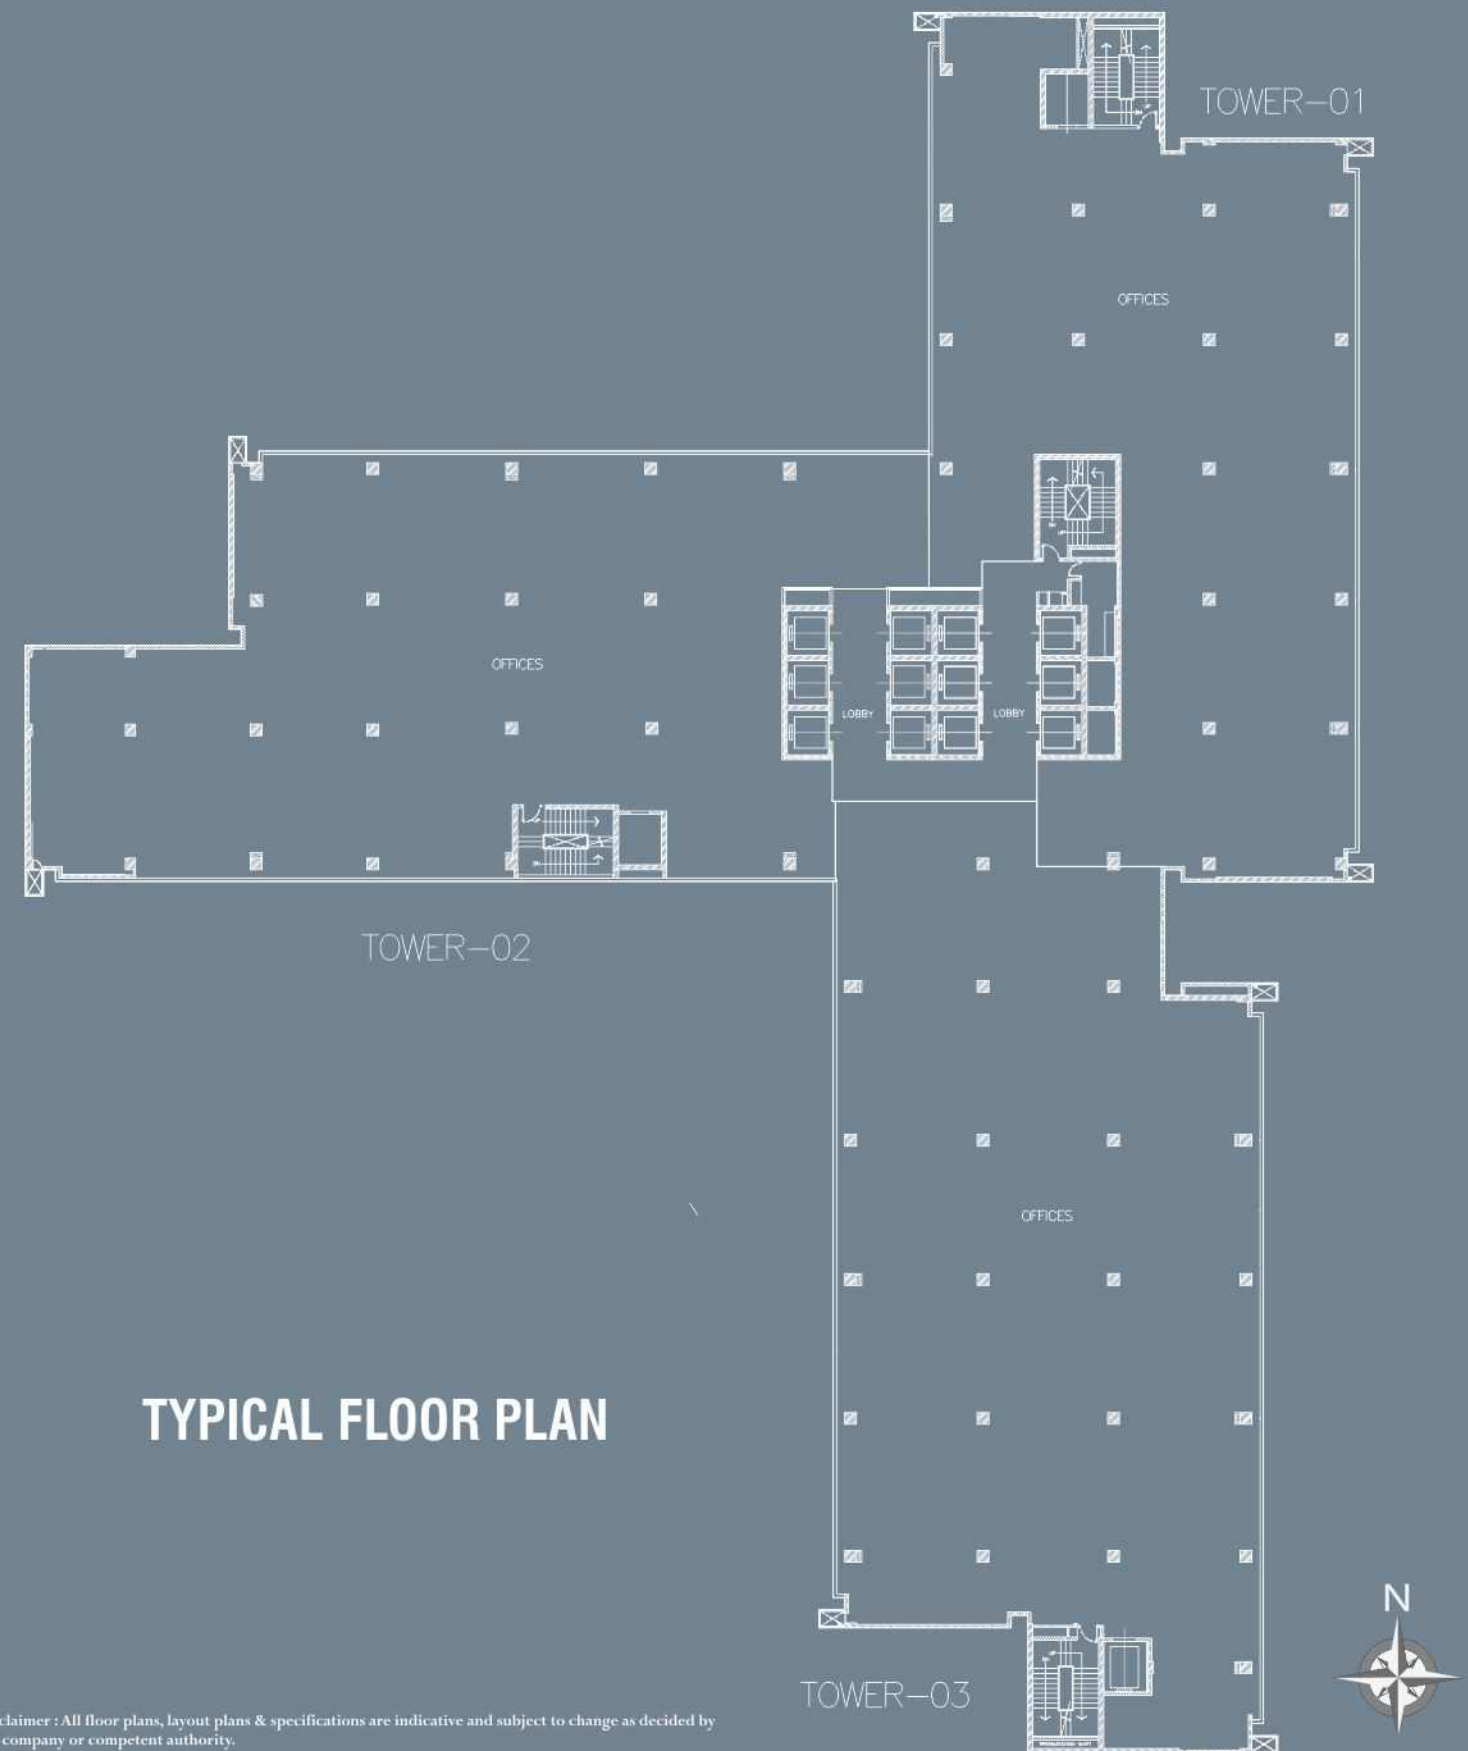 TOWER-01
OFFICES
OFFICES
LOBBY
LOBBY
TOWER-02
OFFICES
TYPICAL FLOOR PLAN
N
TOWER-03
claimer : All floor plans, layout plans & specifications are indicative and subject to change as decided by
company or competent authority.